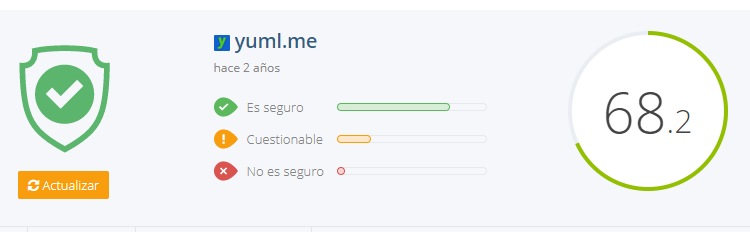 yuml.me
hace 2 años
Es seguro
Cuestionable
No es seguro
Actualizar
68.2